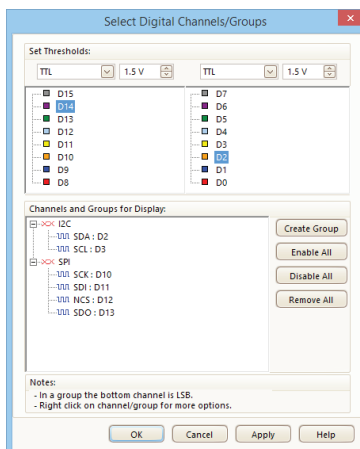 Select Digital Channels/Groups
Set Thresholds:
TTL 1.5 V TTL 1.5 V
D15
D14
D13
D12
D11
D10
D9
D8
D7
D6
D5
D4
D3
D2
D1
D0
Channels and Groups for Display:
I2C
SDA : D2
SCL : D3
SPI
SCK : D10
SDI : D11
NCS : D12
SDO : D13
Create Group
Enable All
Disable All
Remove All
Notes:
- In a group the bottom channel is LSB.
- Right click on channel/group for more options.
OK Cancel Apply Help